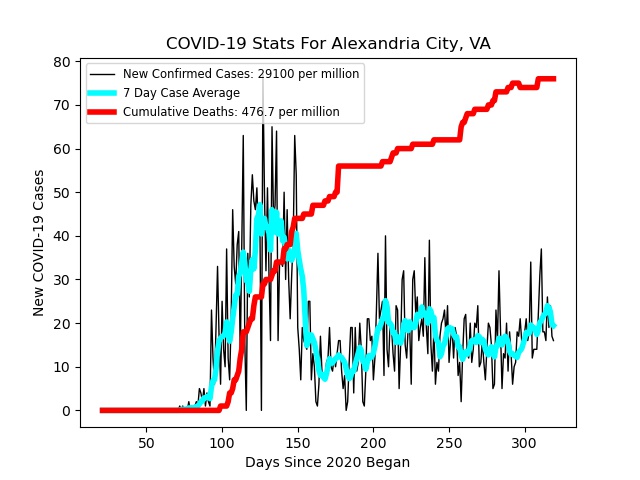 COVID-19 Stats For Alexandria City, VA
New Confirmed Cases: 29100 per million
7 Day Case Average
Cumulative Deaths: 476.7 per million
New COVID-19 Cases
80
70
60
50
40
30
20
10
0
50
100
150
200
250
300
Days Since 2020 Began